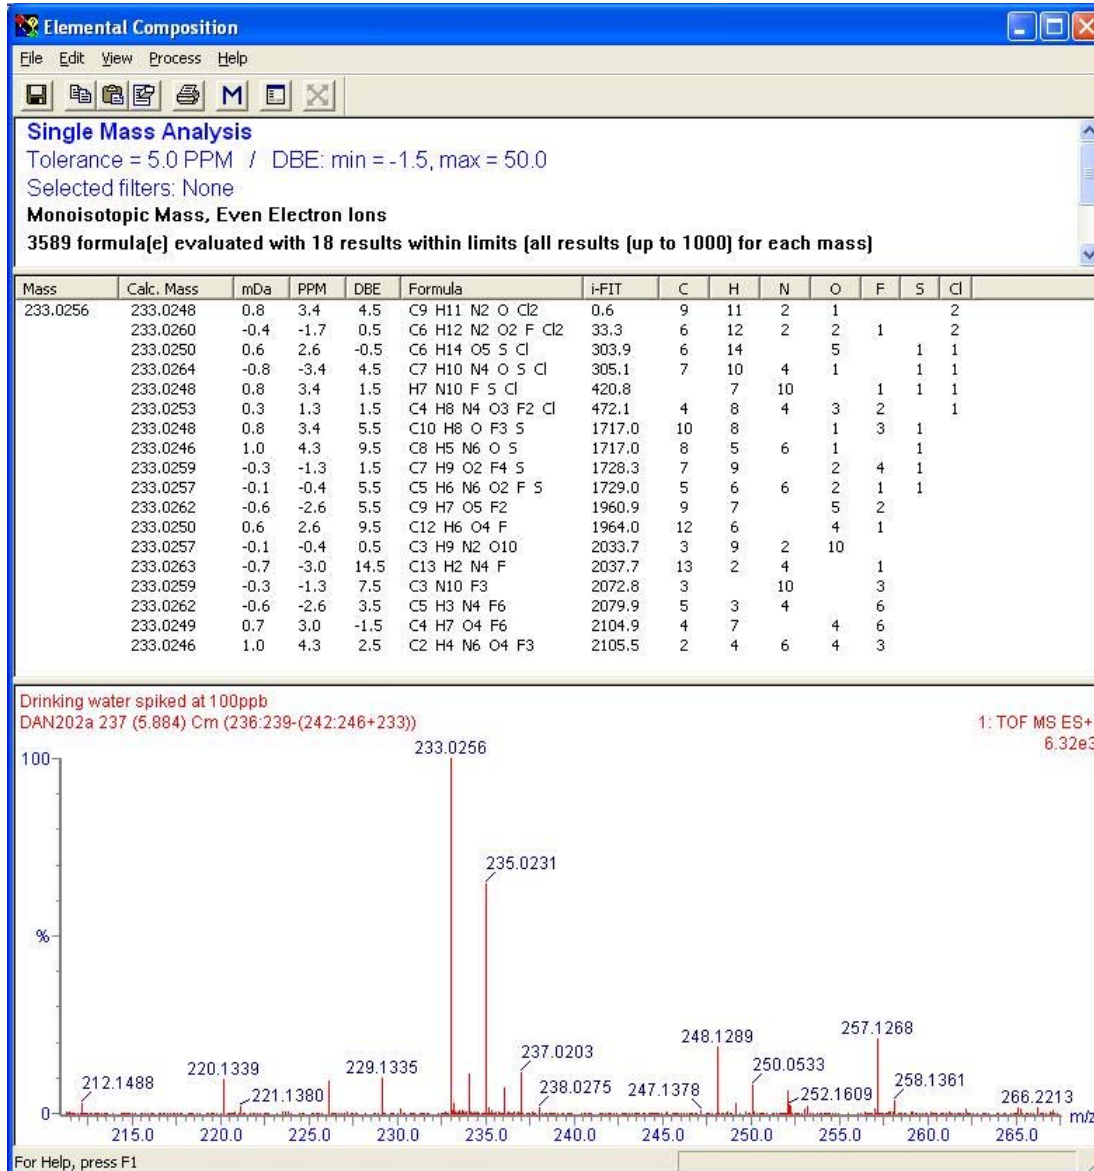 Elemental Composition
File Edit View Process Help
M
Single Mass Analysis
Tolerance = 5.0 PPM / DBE: min = -1.5, max = 50.0
Selected filters: None
Monoisotopic Mass, Even Electron Ions
3589 formula(e) evaluated with 18 results within limits (all results (up to 1000) for each mass)
Mass Calc. Mass mDa PPM DBE Formula i-FIT C H N O F S Cl
233.0256 233.0248 0.8 3.4 4.5 C9 H11 N2 O Cl2 0.6 9 11 2 1 2
233.0260 -0.4 -1.7 0.5 C6 H12 N2 O2 F Cl2 33.3 6 12 2 2 1 2
233.0250 0.6 2.6 -0.5 C6 H14 O5 S Cl 303.9 6 14 5 1 1
233.0264 -0.8 -3.4 4.5 C7 H10 N4 O S Cl 305.1 7 10 4 1 1 1
233.0248 0.8 3.4 1.5 H7 N10 F S Cl 420.8 7 10 1 1 1
233.0253 0.3 1.3 1.5 C4 H8 N4 O3 F2 Cl 472.1 4 8 4 3 2 1
233.0248 0.8 3.4 5.5 C10 H8 O F3 S 1717.0 10 8 1 3 1
233.0246 1.0 4.3 9.5 C8 H5 N6 O S 1717.0 8 5 6 1 1
233.0259 -0.3 -1.3 1.5 C7 H9 O2 F4 S 1728.3 7 9 2 4 1
233.0257 -0.1 -0.4 5.5 C5 H6 N6 O2 F S 1729.0 5 6 6 2 1 1
233.0262 -0.6 -2.6 5.5 C9 H7 O5 F2 1960.9 9 7 5 2
233.0250 0.6 2.6 9.5 C12 H6 O4 F 1964.0 12 6 4 1
233.0257 -0.1 -0.4 0.5 C3 H9 N2 O10 2033.7 3 9 2 10
233.0263 -0.7 -3.0 14.5 C13 H2 N4 F 2037.7 13 2 4 1
233.0259 -0.3 -1.3 7.5 C3 N10 F3 2072.8 3 10 3
233.0262 -0.6 -2.6 3.5 C5 H3 N4 F6 2079.9 5 3 4 6
233.0249 0.7 3.0 -1.5 C4 H7 O4 F6 2104.9 4 7 4 6
233.0246 1.0 4.3 2.5 C2 H4 N6 O4 F3 2105.5 2 4 6 4 3
Drinking water spiked at 100ppb
DAN202a 237 (5.884) Cm (236:239-(242:246+233)) 1: TOF MS ES+
6.32e3
233.0256
100
235.0231
%
257.1268
248.1289
237.0203
250.0533
229.1335
220.1339
212.1488 221.1380 238.0275 247.1378 252.1609 258.1361 266.2213
0 m/z
215.0 220.0 225.0 230.0 235.0 240.0 245.0 250.0 255.0 260.0 265.0
For Help, press F1